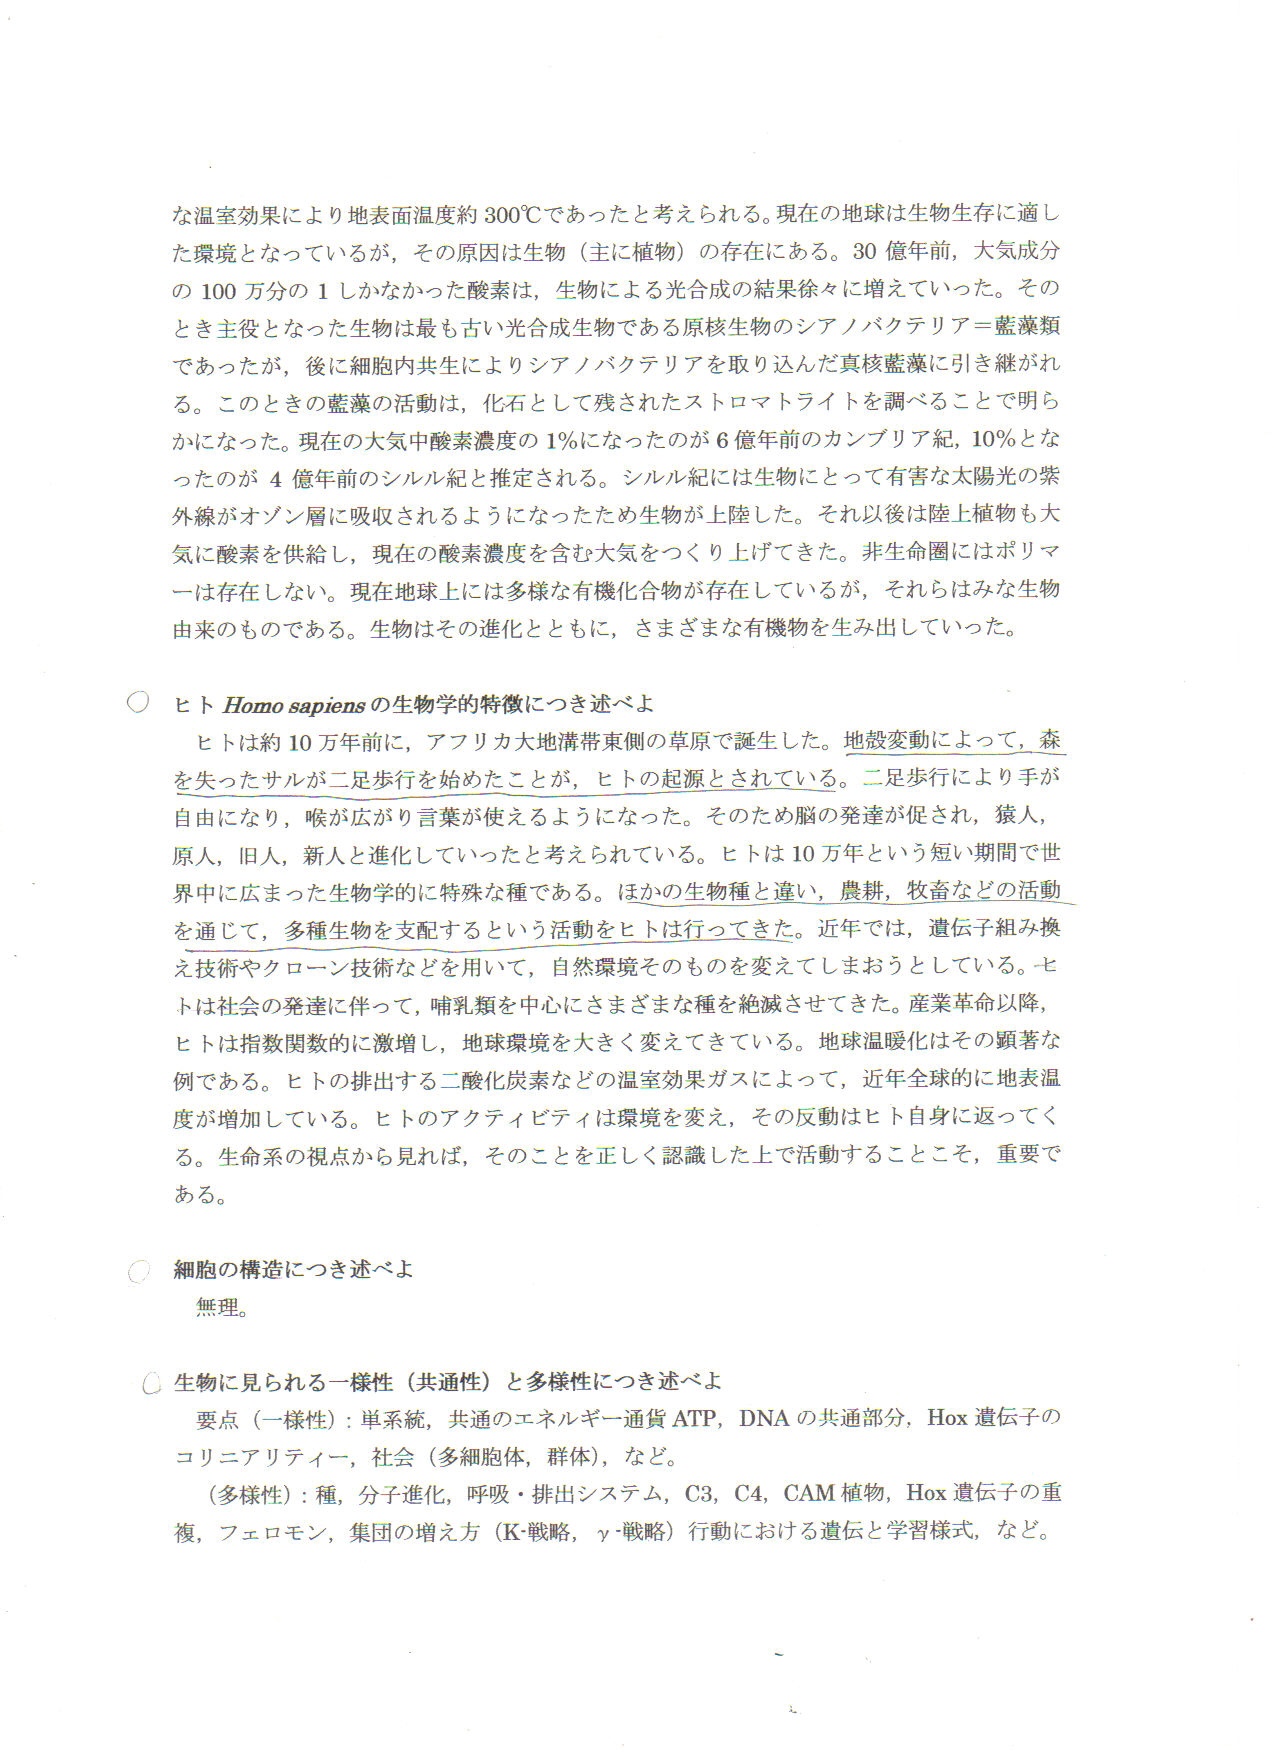 な温室効果により地表面温度約 300℃であったと考えられる。現在の地球は生物生存に適し
た環境となっているが，その原因は生物（主に植物）の存在にある。30 億年前，大気成分
の 100 万分の 1 しかなかった酸素は，生物による光合成の結果徐々に増えていった。その
とき主役となった生物は最も古い光合成生物である原核生物のシアノバクテリア＝藍藻類
であったが，後に細胞内共生によりシアノバクテリアを取り込んだ真核藍藻に引き継がれ
る。このときの藍藻の活動は，化石として残されたストロマトライトを調べることで明ら
かになった。現在の大気中酸素濃度の 1%になったのが 6 億年前のカンブリア紀，10%とな
ったのが 4 億年前のシルル紀と推定される。シルル紀には生物にとって有害な太陽光の紫
外線がオゾン層に吸収されるようになったため生物が上陸した。それ以後は陸上植物も大
気に酸素を供給し，現在の酸素濃度を含む大気をつくり上げてきた。非生命圏にはポリマ
ーは存在しない。現在地球上には多様な有機化合物が存在しているが，それらはみな生物
由来のものである。生物はその進化とともに，さまざまな有機物を生み出していった。
ヒト Homo sapiens の生物学的特徴につき述べよ
ヒトは約 10 万年前に，アフリカ大地溝帯東側の草原で誕生した。地殻変動によって，森
を失ったサルが二足歩行を始めたことが，ヒトの起源とされている。二足歩行により手が
自由になり，喉が広がり言葉が使えるようになった。そのため脳の発達が促され，猿人，
原人，旧人，新人と進化していったと考えられている。ヒトは 10 万年という短い期間で世
界中に広まった生物学的に特殊な種である。ほかの生物種と違い，農耕，牧畜などの活動
を通じて，多種生物を支配するという活動をヒトは行ってきた。近年では，遺伝子組み換
え技術やクローン技術などを用いて，自然環境そのものを変えてしまおうとしている。ヒ
トは社会の発達に伴って，哺乳類を中心にさまざまな種を絶滅させてきた。産業革命以降，
ヒトは指数関数的に激増し，地球環境を大きく変えてきている。地球温暖化はその顕著な
例である。ヒトの排出する二酸化炭素などの温室効果ガスによって，近年全球的に地表温
度が増加している。ヒトのアクティビティは環境を変え，その反動はヒト自身に返ってく
る。生命系の視点から見れば，そのことを正しく認識した上で活動することこそ，重要で
ある。
細胞の構造につき述べよ
無理。
生物に見られる一様性（共通性）と多様性につき述べよ
要点（一様性）: 単系統，共通のエネルギー通貨 ATP，DNA の共通部分，Hox 遺伝子の
コリニアリティー，社会（多細胞体，群体），など。
（多様性）: 種，分子進化，呼吸・排出システム，C3，C4，CAM 植物，Hox 遺伝子の重
複，フェロモン，集団の増え方（K-戦略，γ-戦略）行動における遺伝と学習様式，など。